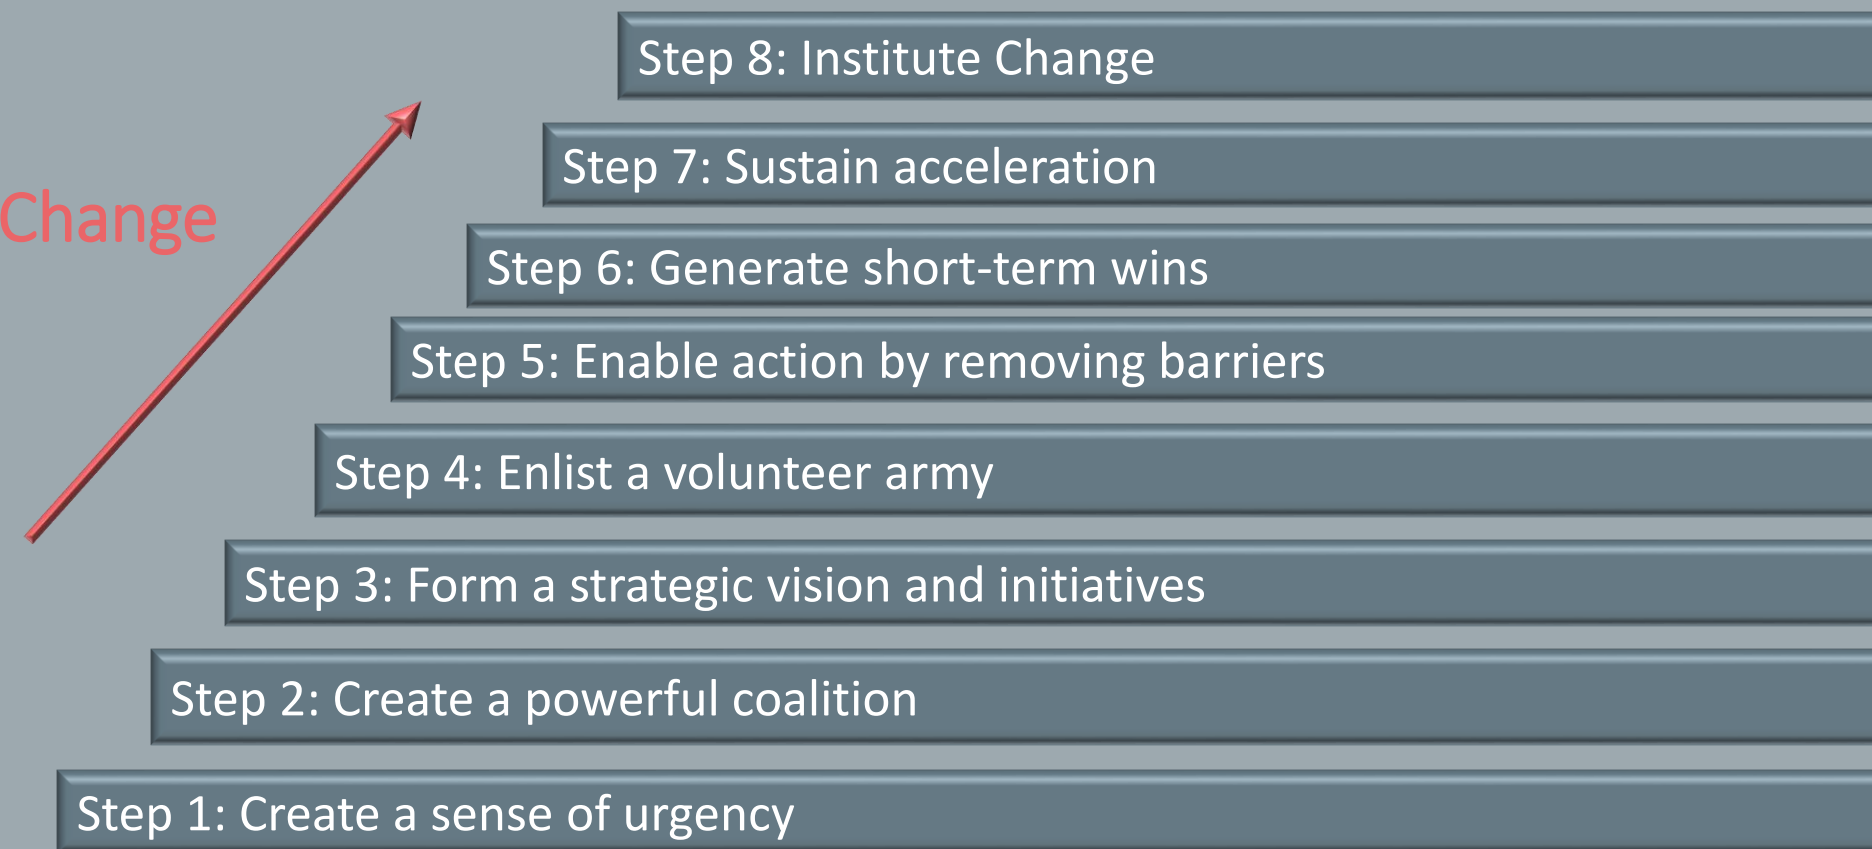 Step 8: Institute Change
Step 7: Sustain acceleration
Change
Step 6: Generate short-term wins
Step 5: Enable action by removing barriers
Step 4: Enlist a volunteer army
Step 3: Form a strategic vision and initiatives
Step 2: Create a powerful coalition
Step 1: Create a sense of urgency